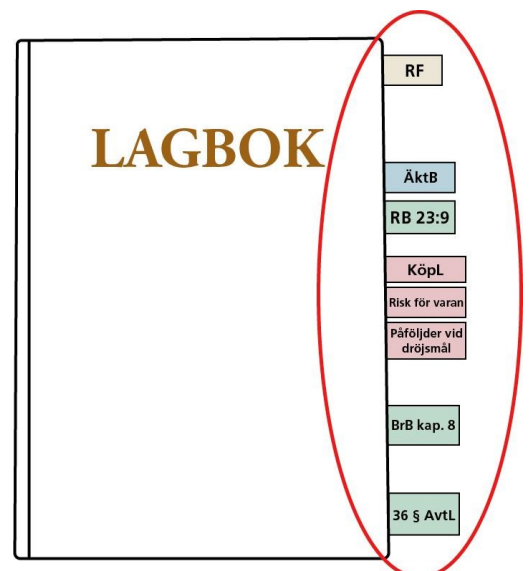 LAGBOK
RF
ÄktB
RB 23:9
KöpL
Risk för varan
Påföljder vid
dröjsmål
BrB kap. 8
36 § AvtL